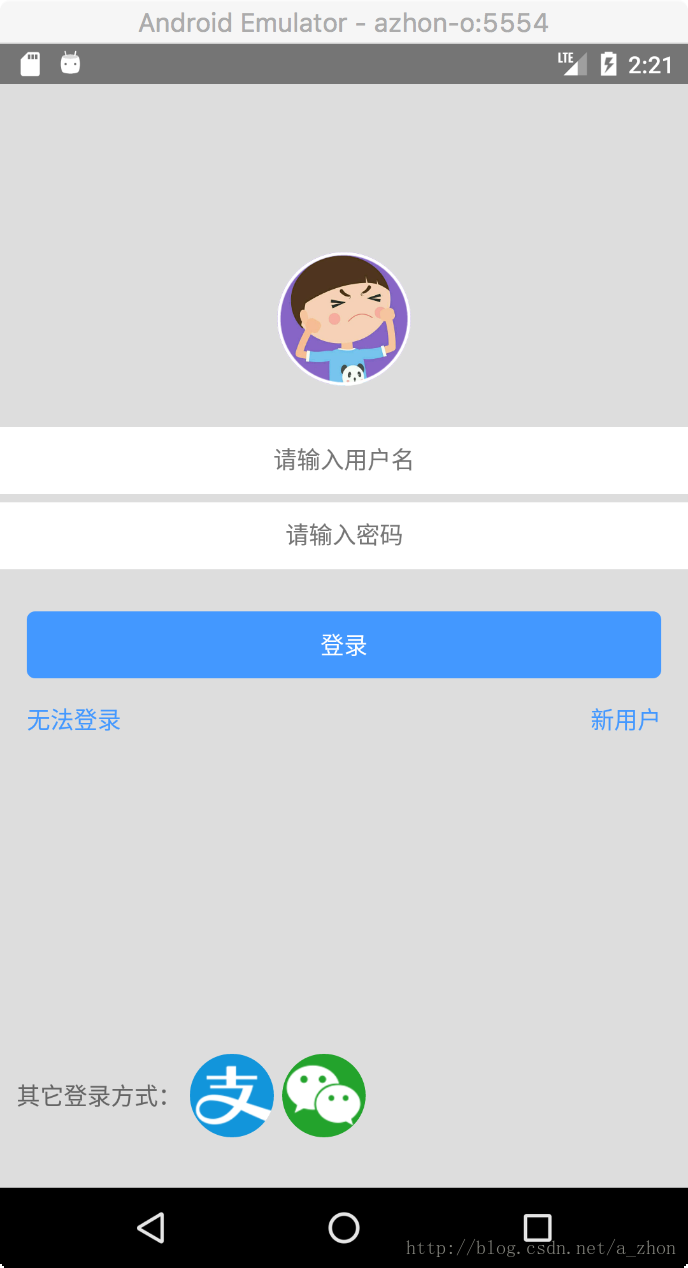 Android Emulator - azhon-o:5554
LTE 2:21
请输入用户名
请输入密码
登录
无法登录 新用户
其它登录方式： 支
http://blog.csdn.net/a_zhon